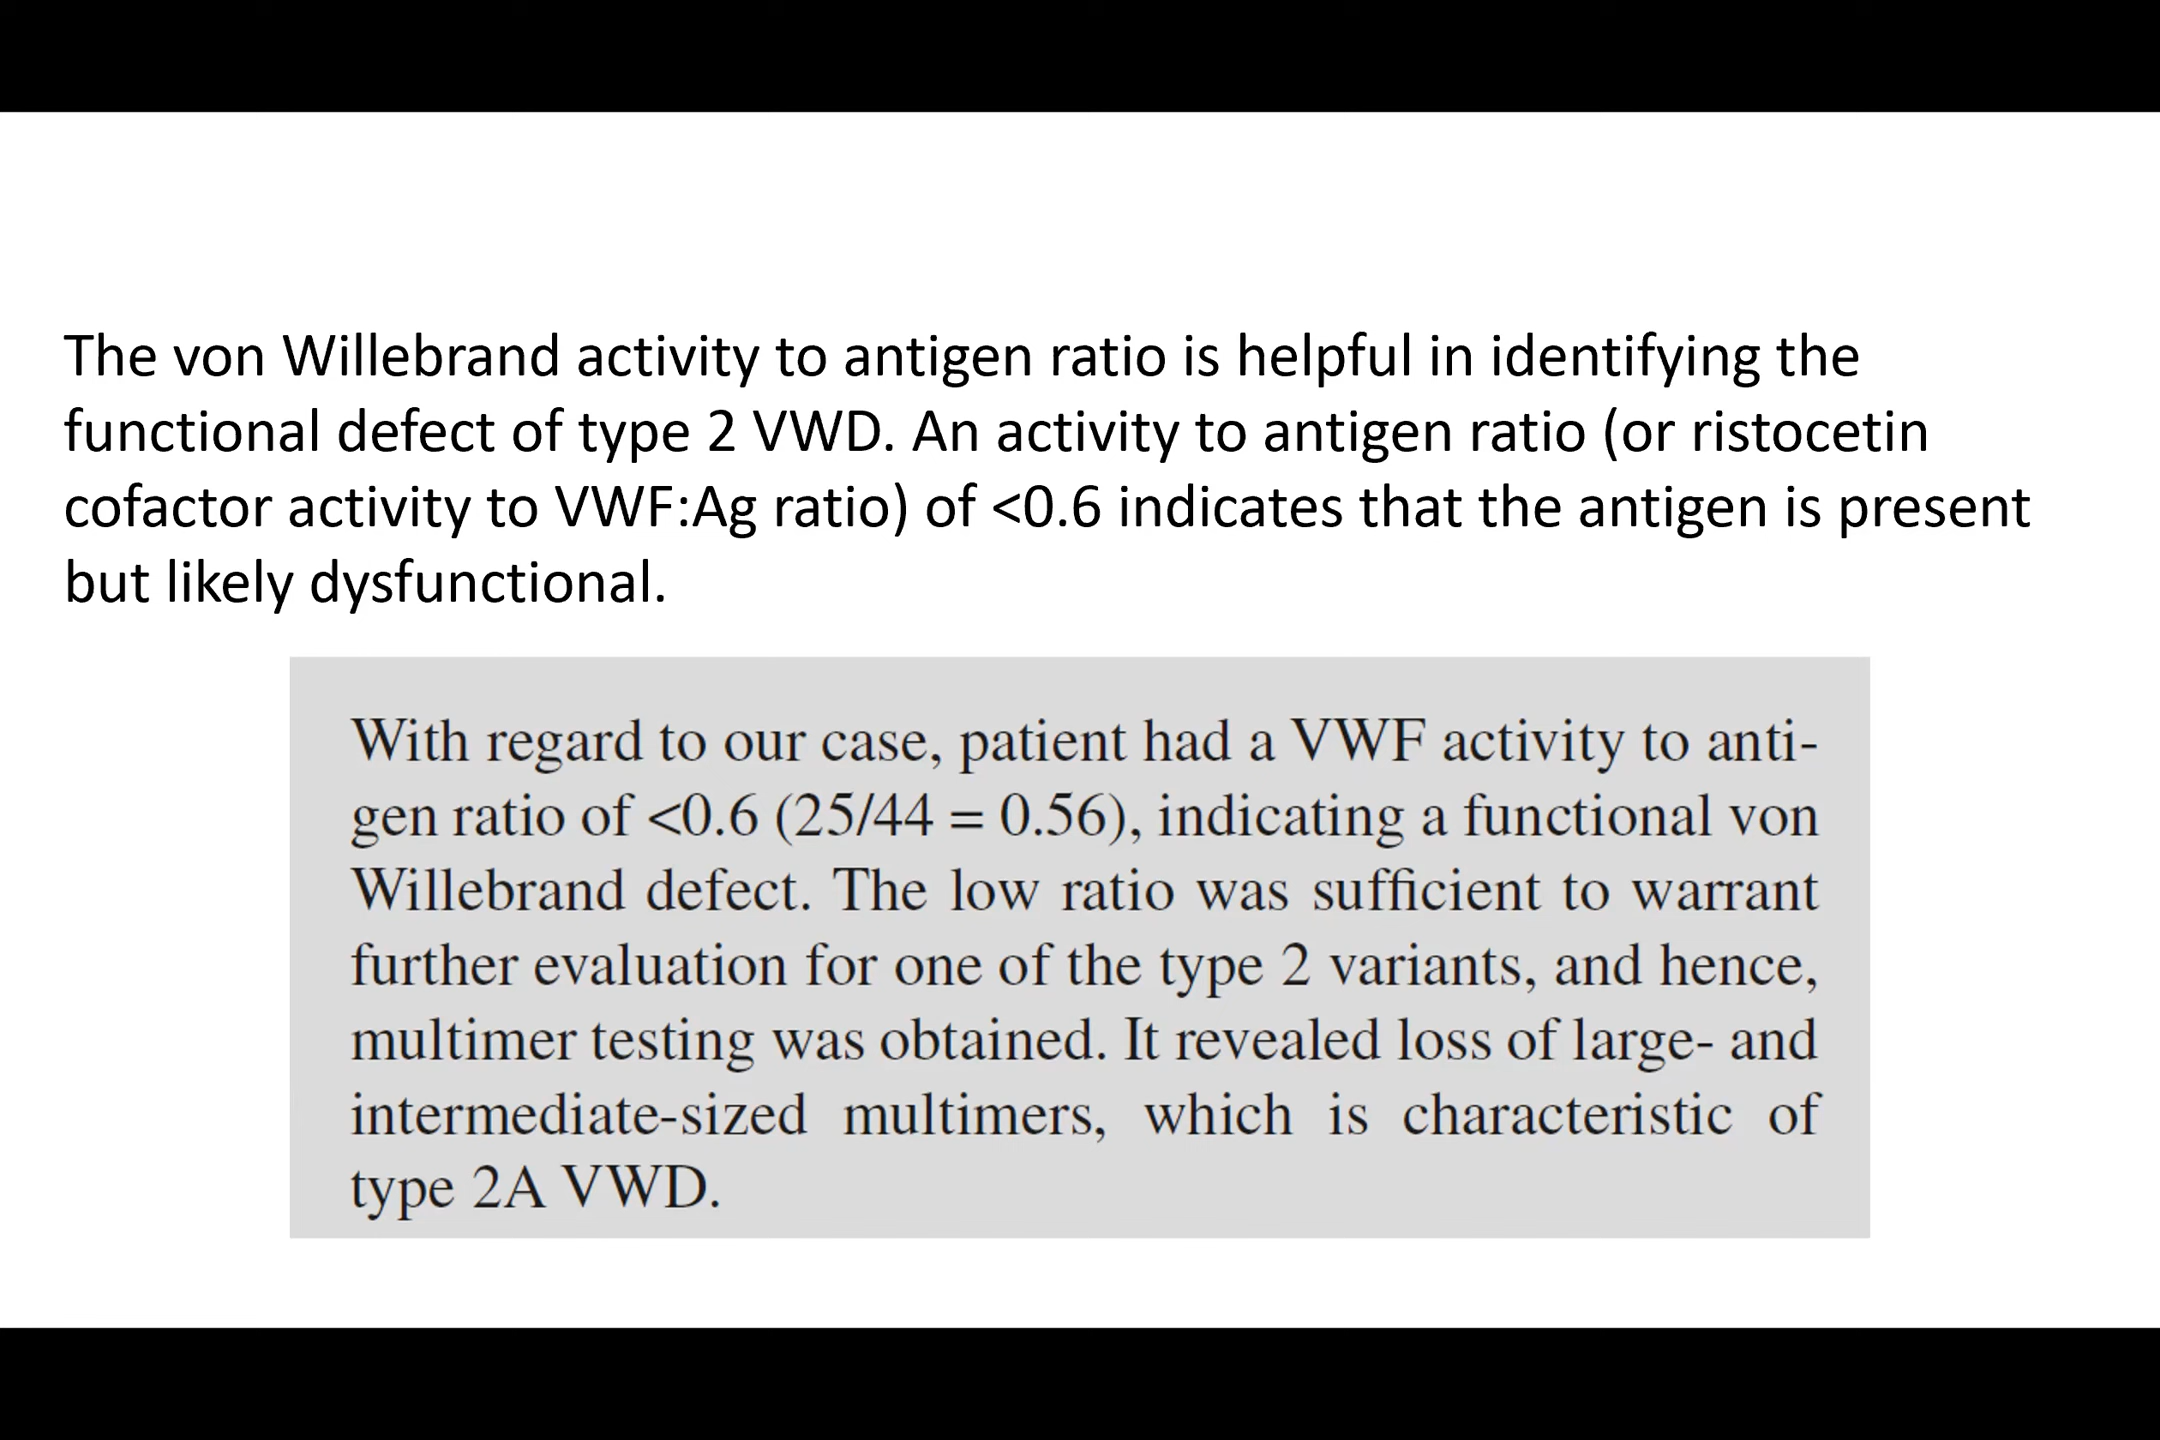 The von Willebrand activity to antigen ratio is helpful in identifying the
functional defect of type 2 VWD. An activity to antigen ratio (or ristocetin
cofactor activity to VWF:Ag ratio) of <0.6 indicates that the antigen is present
but likely dysfunctional.
With regard to our case, patient had a VWF activity to anti-
gen ratio of <0.6 (25/44 = 0.56), indicating a functional von
Willebrand defect. The low ratio was sufficient to warrant
further evaluation for one of the type 2 variants, and hence,
multimer testing was obtained. It revealed loss of large- and
intermediate-sized multimers, which is characteristic of
type 2A VWD.